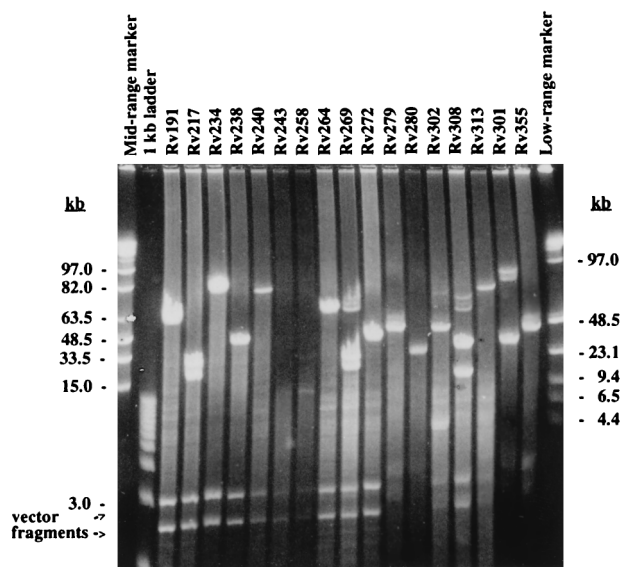 Mid-range marker
1 kb ladder
Rv191
Rv217
Rv234
Rv238
Rv240
Rv243
Rv258
Rv264
Rv269
Rv272
Rv279
Rv280
Rv302
Rv308
Rv313
Rv301
Rv355
Low-range marker
kb
97.0 -
82.0 -
63.5 -
48.5 -
33.5 -
15.0 -
3.0 -
vector ->
fragments ->
kb
- 97.0
- 48.5
- 23.1
- 9.4
- 6.5
- 4.4